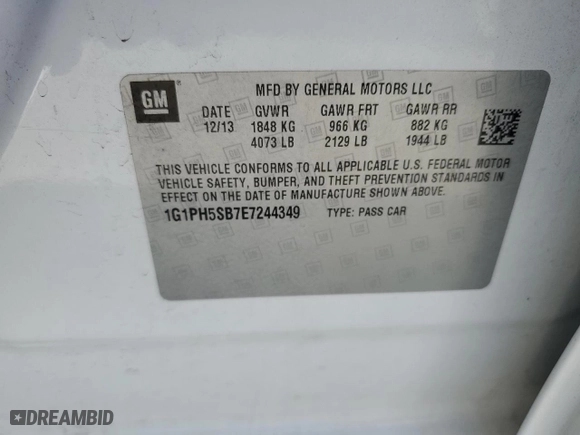 GM
MFD BY GENERAL MOTORS LLC
DATE GVWR GAWR FRT GAWR RR
12/13 1848 KG 966 KG 882 KG
4073 LB 2129 LB 1944 LB
THIS VEHICLE CONFORMS TO ALL APPLICABLE U.S. FEDERAL MOTOR
VEHICLE SAFETY, BUMPER, AND THEFT PREVENTION STANDARDS IN
EFFECT ON THE DATE OF MANUFACTURE SHOWN ABOVE.
1G1PH5SB7E7244349 TYPE: PASS CAR
DREAMBID